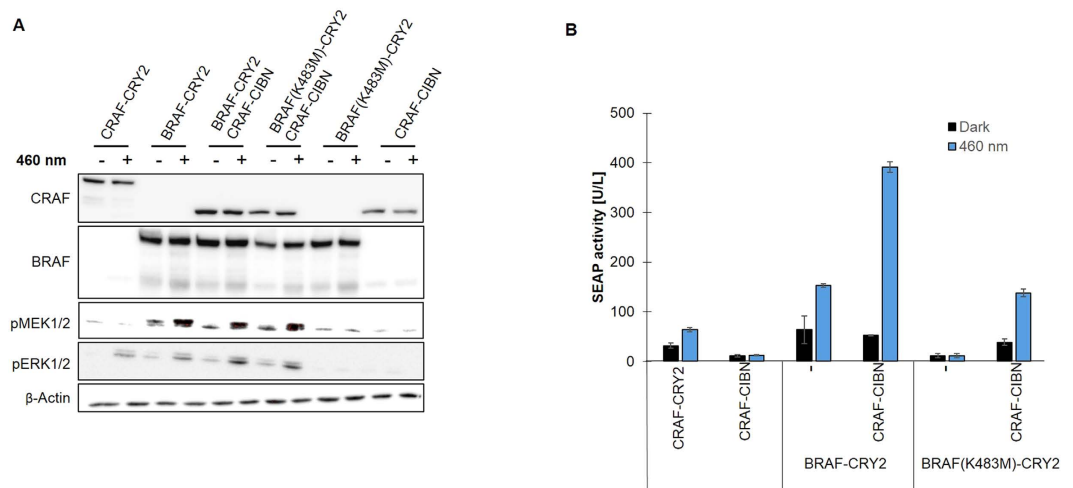 A
CRAF-CRY2
BRAF-CRY2
BRAF-CRY2
CRAF-CIBN
BRAF(K483M)-CRY2
CRAF-CIBN
BRAF(K483M)-CRY2
CRAF-CIBN
460 nm - + - + - + - + - + - +
CRAF
BRAF
pMEK1/2
pERK1/2
β-Actin
B
SEAP activity [U/L]
500
400
300
200
100
0
Dark
460 nm
CRAF-CRY2
CRAF-CIBN
-
CRAF-CIBN
-
CRAF-CIBN
BRAF-CRY2
BRAF(K483M)-CRY2